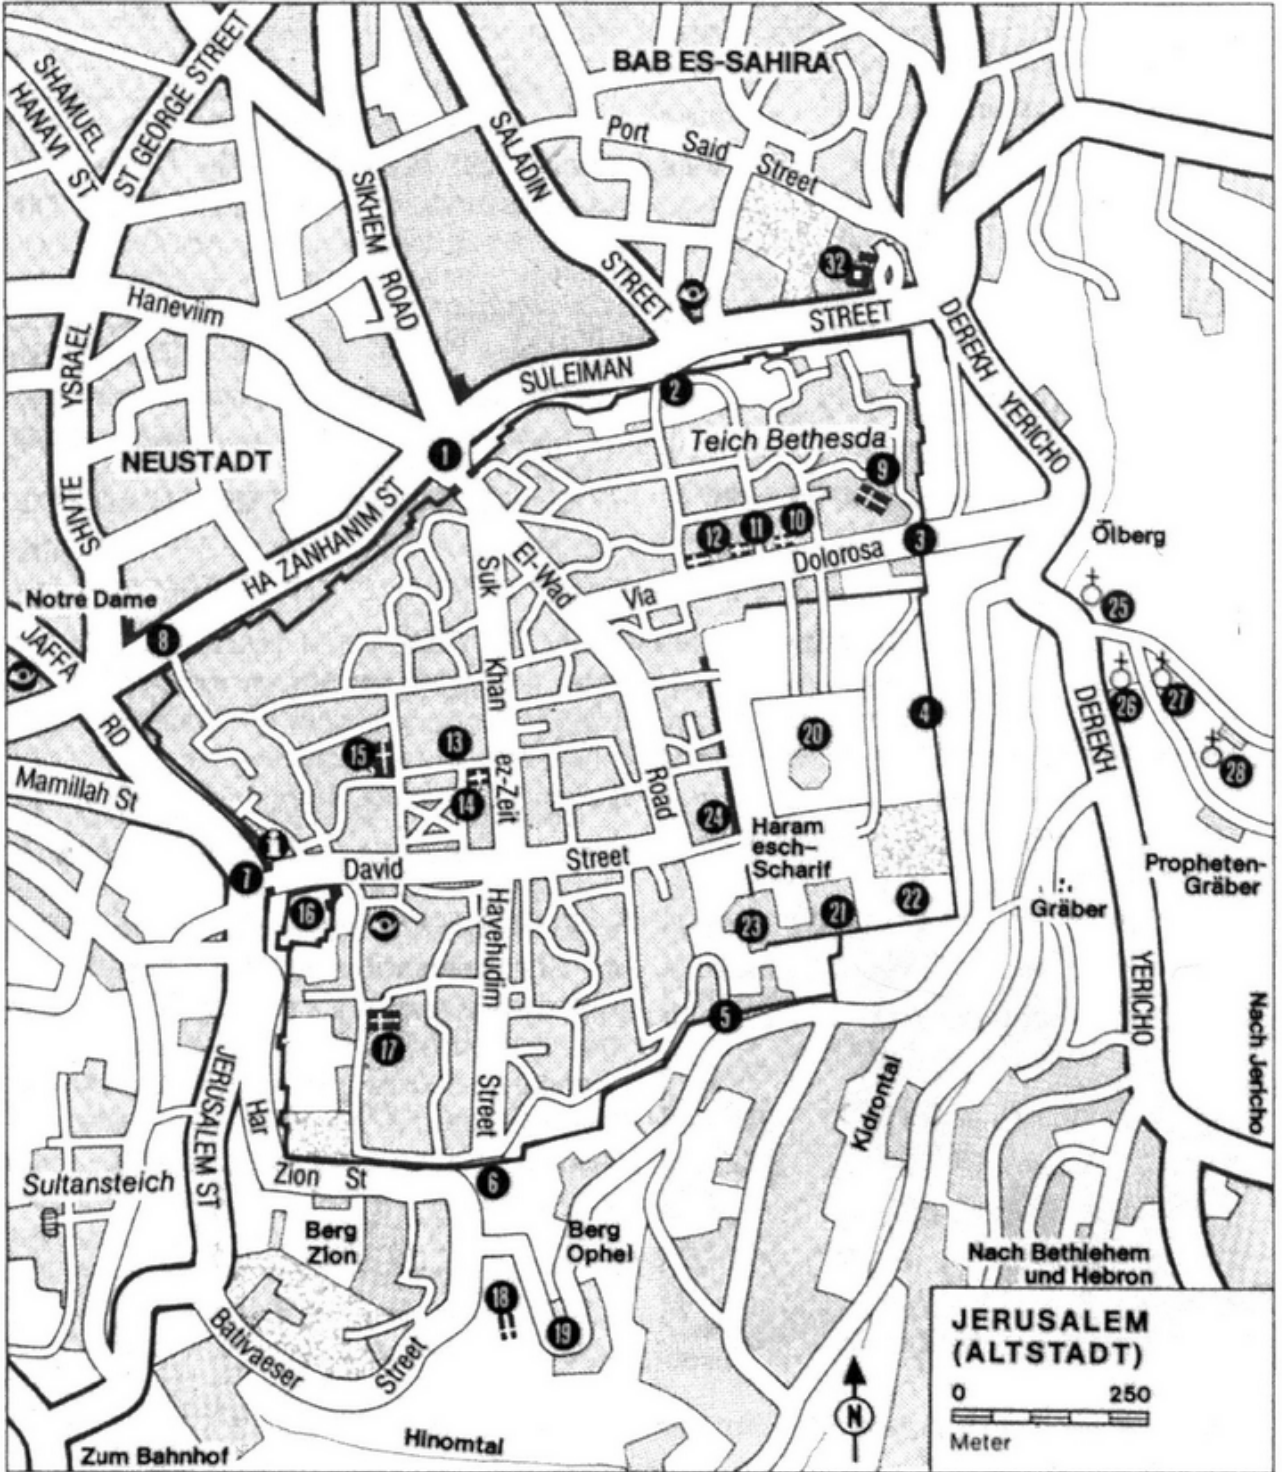 BAB ES-SAHIRA
SHAMUEL
HANAVI ST
ST GEORGE STREET
SIKHEM ROAD
SALADIN
STREET
Port Said Street
32
Haneviim
STREET
SULEIMAN
DEREKH YERICHO
2
YSRAEL
SHIVTE
NEUSTADT
1
Teich Bethesda
9
HA ZANHANIM ST
12
11
10
3
Ölberg
Suk
Khan
ez-Zeit
El-Wad
Road
Via
Dolorosa
Notre Dame
8
25
JAFFA
RD
26
27
28
DEREKH
YERICHO
4
13
15
14
20
24
Mamillah St
Haram
esch-
Scharif
Propheten-
Gräber
David
Street
7
16
23
21
22
Gräber
Hayehudim
Street
5
17
Nach Jericho
JERUSALEM ST
Har
Zion St
Kidrontal
Sultansteich
6
Berg
Zion
Berg
Ophel
Nach Bethlehem
und Hebron
18
19
Bativaeser
Street
JERUSALEM
(ALTSTADT)
0 250
Meter
N
Hinomtal
Zum Bahnhof